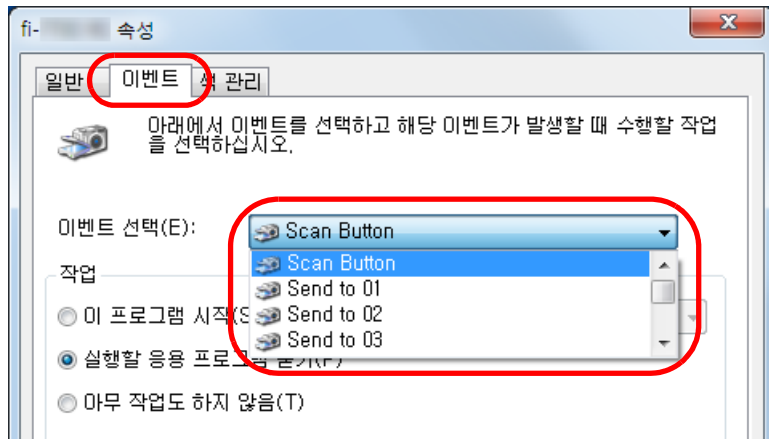 fi- 속성
일반 이벤트 색 관리
아래에서 이벤트를 선택하고 해당 이벤트가 발생할 때 수행할 작업
을 선택하십시오.
이벤트 선택(E):
Scan Button
Scan Button
Send to 01
Send to 02
Send to 03
작업
이 프로그램 시작(S
실행할 응용 프로그램 묻기(P)
아무 작업도 하지 않음(T)